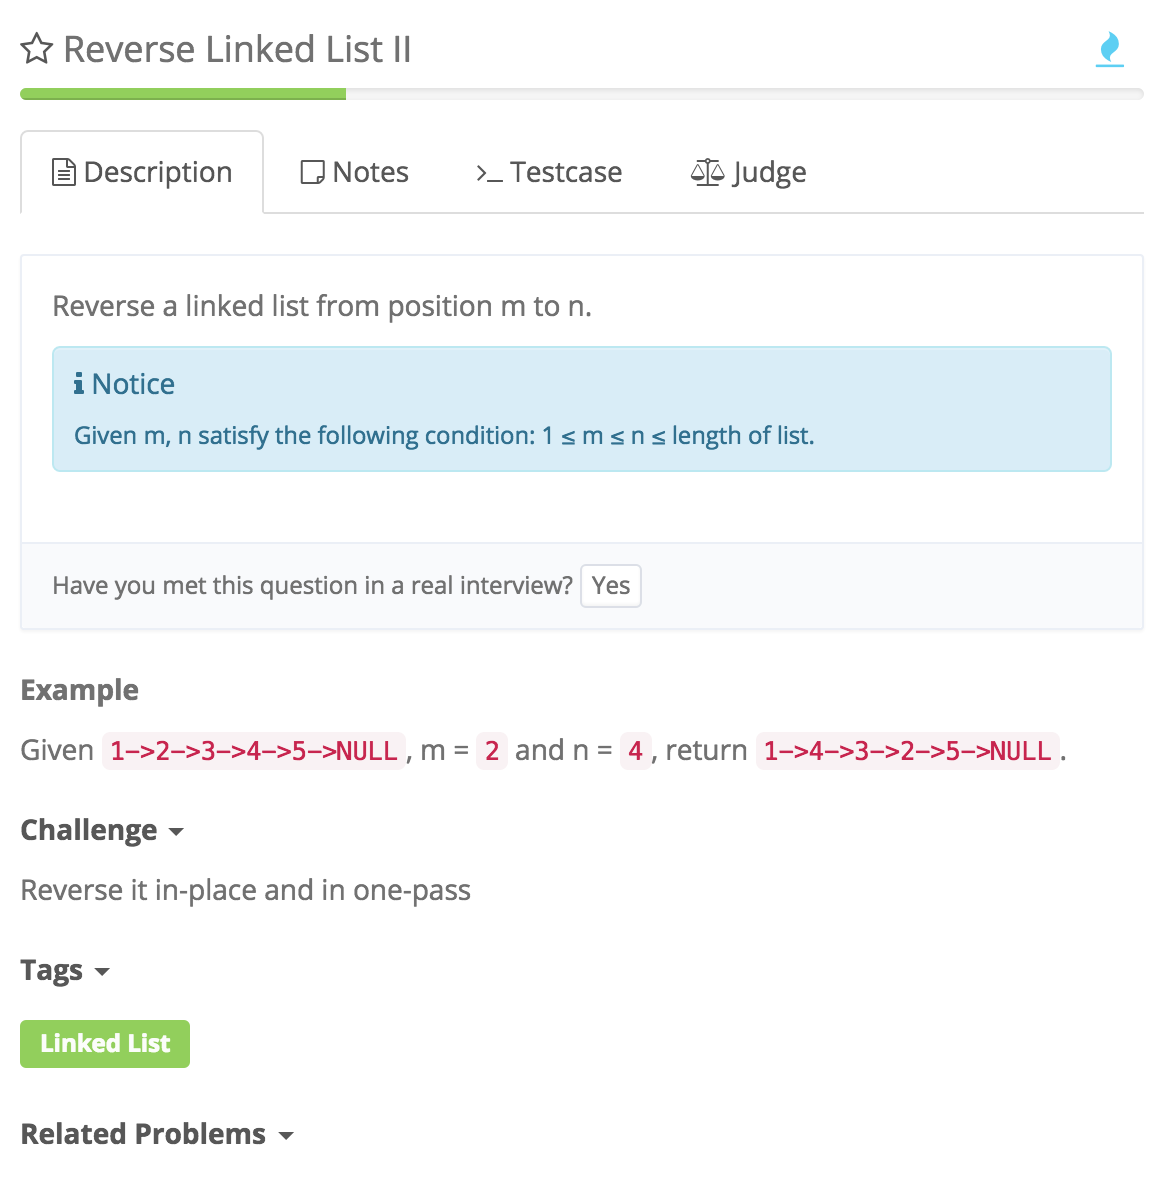 Reverse Linked List II
Description Notes >_ Testcase Judge
Reverse a linked list from position m to n.
Notice
Given m, n satisfy the following condition: 1 ≤ m ≤ n ≤ length of list.
Have you met this question in a real interview? Yes
Example
Given 1->2->3->4->5->NULL, m = 2 and n = 4, return 1->4->3->2->5->NULL.
Challenge
Reverse it in-place and in one-pass
Tags
Linked List
Related Problems